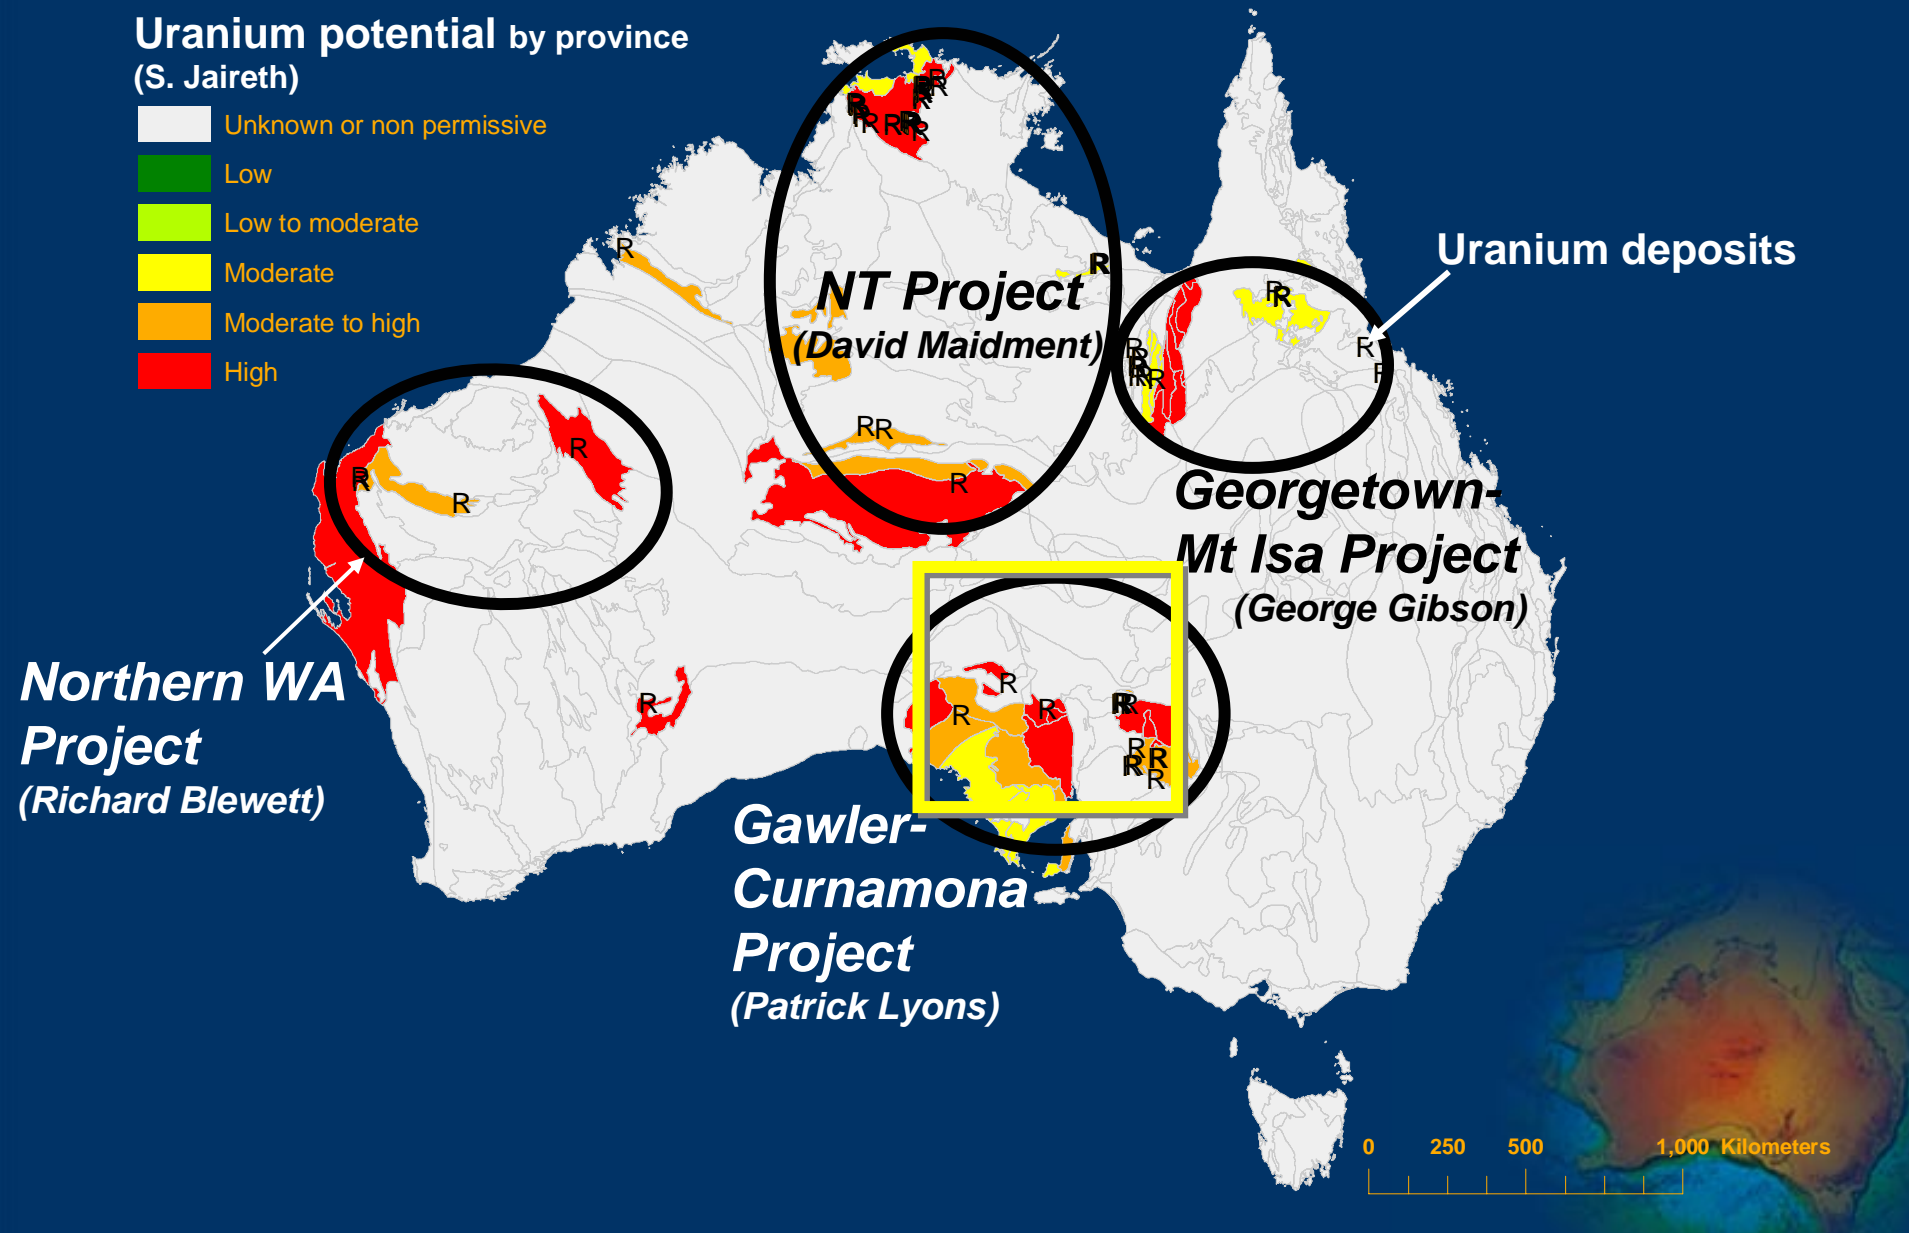 Uranium potential by province
(S. Jaireth)
Unknown or non permissive
Low
Low to moderate
Moderate
Moderate to high
High
R R R R R R R R R R
R
NT Project
(David Maidment)
R
Uranium deposits
R R
R
R
R R R R
R R
R
R
R
R
R
Georgetown-
Mt Isa Project
(George Gibson)
Northern WA
Project
(Richard Blewett)
R
R
R
R
R R
R
R R
R
Gawler-
Curnamona
Project
(Patrick Lyons)
0 250 500 1,000 Kilometers